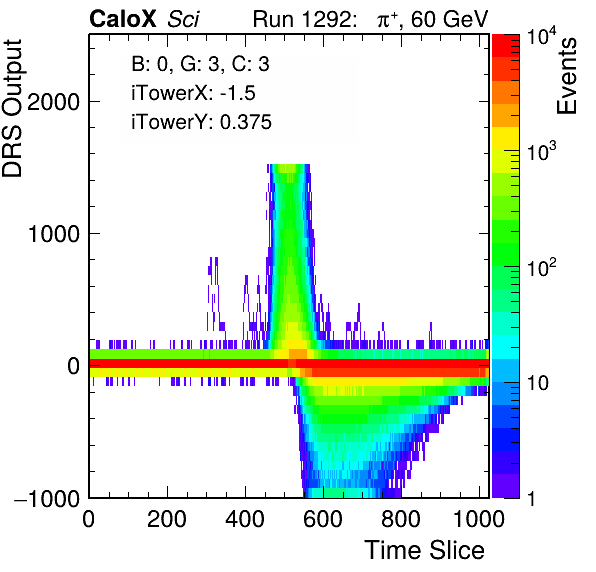 CaloX Sci Run 1292: π⁺, 60 GeV
B: 0, G: 3, C: 3
iTowerX: -1.5
iTowerY: 0.375
DRS Output
2000
1000
0
−1000
0 200 400 600 800 1000
Time Slice
Events
10⁴
10³
10²
10
1